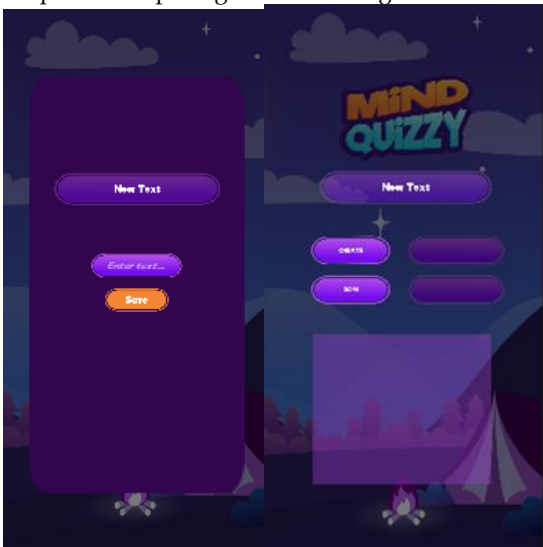 New Text
Enter text...
Save
MiND
QUiZZY
New Text
CREATE
JOIN